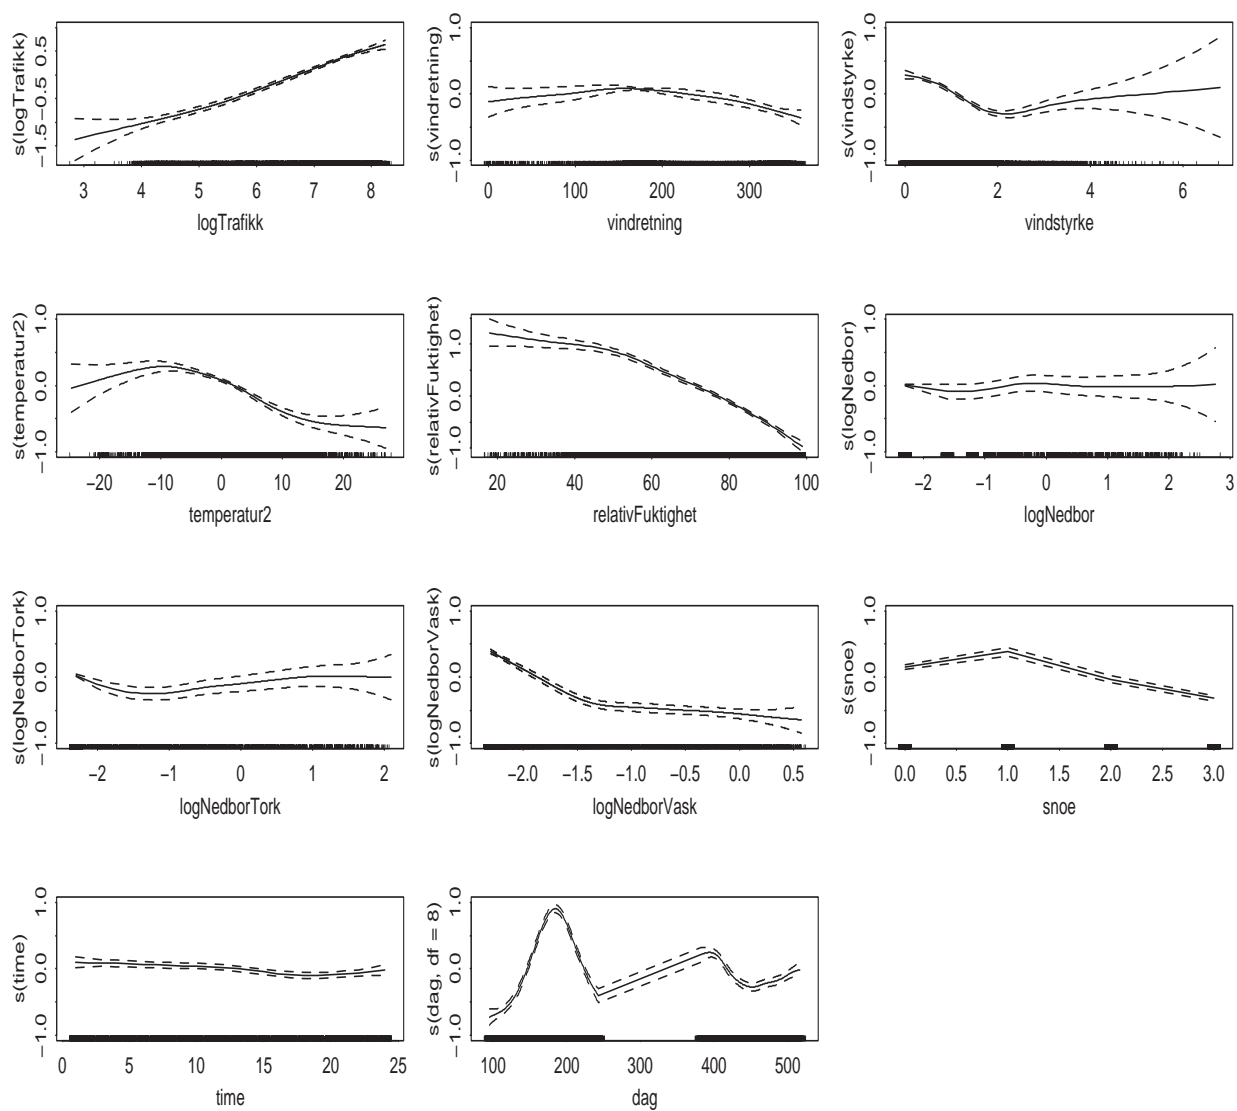 s(logTrafikk)
−1.5 −0.5 0.5
3 4 5 6 7 8
logTrafikk
s(vindretning)
−1.0 0.0 1.0
0 100 200 300
vindretning
s(vindstyrke)
−1.0 0.0 1.0
0 2 4 6
vindstyrke
s(temperatur2)
−1.0 0.0 1.0
−20 −10 0 10 20
temperatur2
s(relativFuktighet)
−1.0 0.0 1.0
20 40 60 80 100
relativFuktighet
s(logNedbor)
−1.0 0.0 1.0
−2 −1 0 1 2 3
logNedbor
s(logNedborTork)
−1.0 0.0 1.0
−2 −1 0 1 2
logNedborTork
s(logNedborVask)
−1.0 0.0 1.0
−2.0 −1.5 −1.0 −0.5 0.0 0.5
logNedborVask
s(snoe)
−1.0 0.0 1.0
0.0 0.5 1.0 1.5 2.0 2.5 3.0
snoe
s(time)
−1.0 0.0 1.0
0 5 10 15 20 25
time
s(dag, df = 8)
−1.0 0.0 1.0
100 200 300 400 500
dag